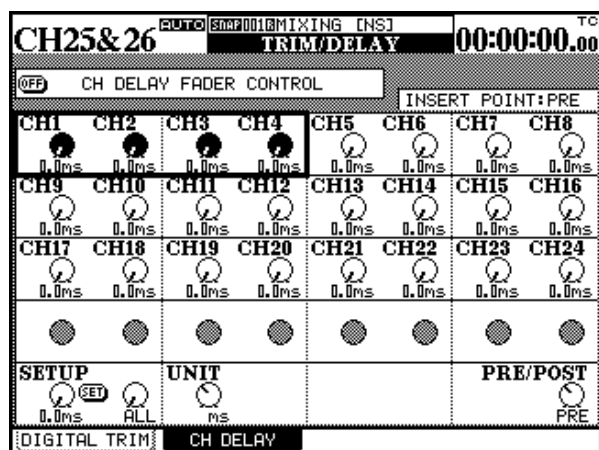 CH25&26 AUTO SNAP001 MIXING [NS] TC
TRIM/DELAY 00:00:00.00
OFF CH DELAY FADER CONTROL
INSERT POINT:PRE
CH1 CH2 CH3 CH4 CH5 CH6 CH7 CH8
0.0ms 0.0ms 0.0ms 0.0ms 0.0ms 0.0ms 0.0ms 0.0ms
CH9 CH10 CH11 CH12 CH13 CH14 CH15 CH16
0.0ms 0.0ms 0.0ms 0.0ms 0.0ms 0.0ms 0.0ms 0.0ms
CH17 CH18 CH19 CH20 CH21 CH22 CH23 CH24
0.0ms 0.0ms 0.0ms 0.0ms 0.0ms 0.0ms 0.0ms 0.0ms
SETUP UNIT PRE/POST
SET
0.0ms ALL ms PRE
DIGITAL TRIM CH DELAY